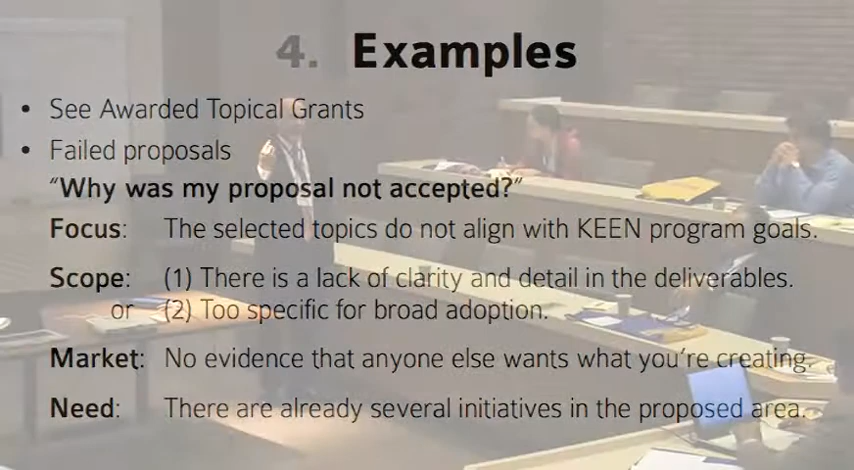 4. Examples
• See Awarded Topical Grants
• Failed proposals
"Why was my proposal not accepted?"
Focus: The selected topics do not align with KEEN program goals.
Scope: (1) There is a lack of clarity and detail in the deliverables.
or (2) Too specific for broad adoption.
Market: No evidence that anyone else wants what you're creating.
Need: There are already several initiatives in the proposed area.